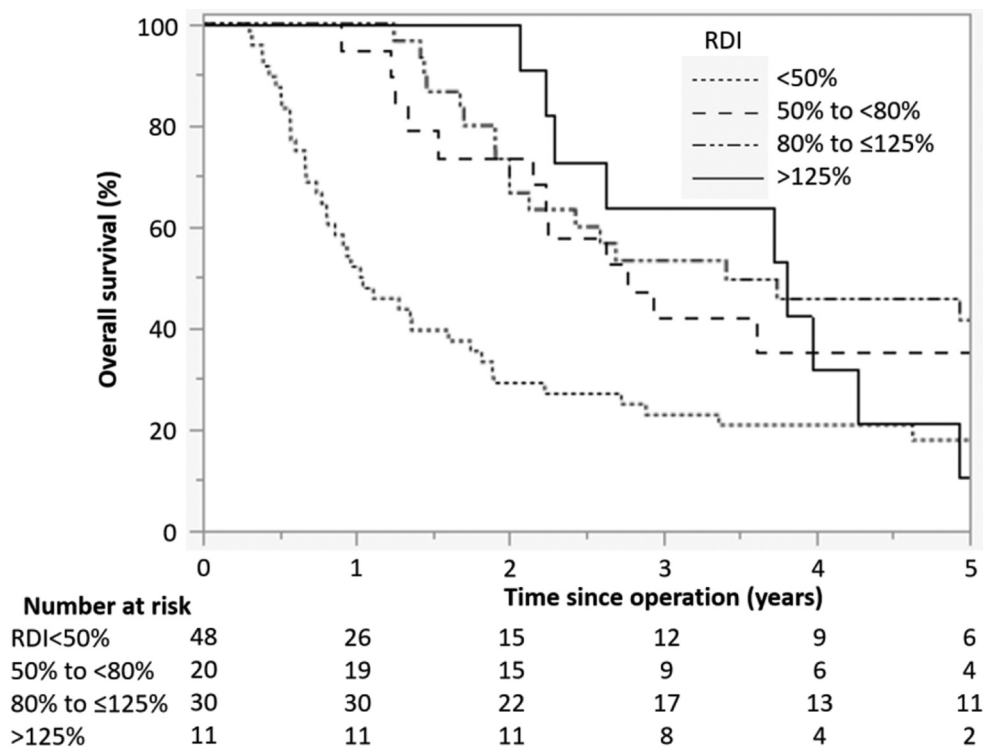 RDI
<50%
50% to <80%
80% to ≤125%
>125%
Overall survival (%)
100
80
60
40
20
0
0 1 2 3 4 5
Time since operation (years)
Number at risk
RDI<50% 48 26 15 12 9 6
50% to <80% 20 19 15 9 6 4
80% to ≤125% 30 30 22 17 13 11
>125% 11 11 11 8 4 2